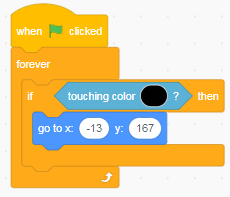 when clicked
forever
if touching color ? then
go to x: -13 y: 167